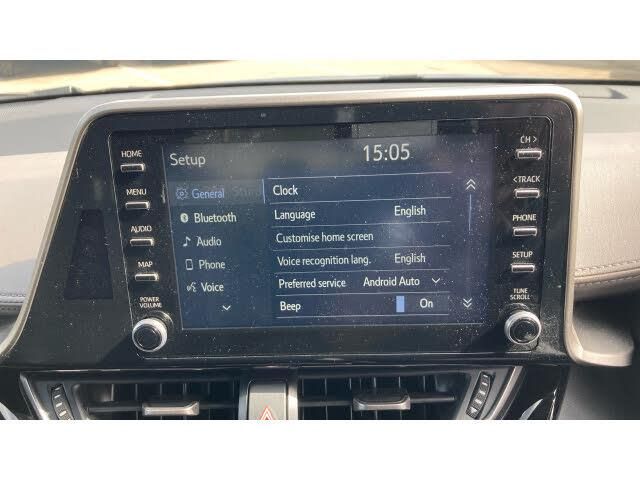 HOME
MENU
AUDIO
MAP
POWER
VOLUME
Setup 15:05
General
Bluetooth
Audio
Phone
Voice
Clock
Language English
Customise home screen
Voice recognition lang. English
Preferred service Android Auto
Beep On
CH >
< TRACK
PHONE
SETUP
TUNE
SCROLL